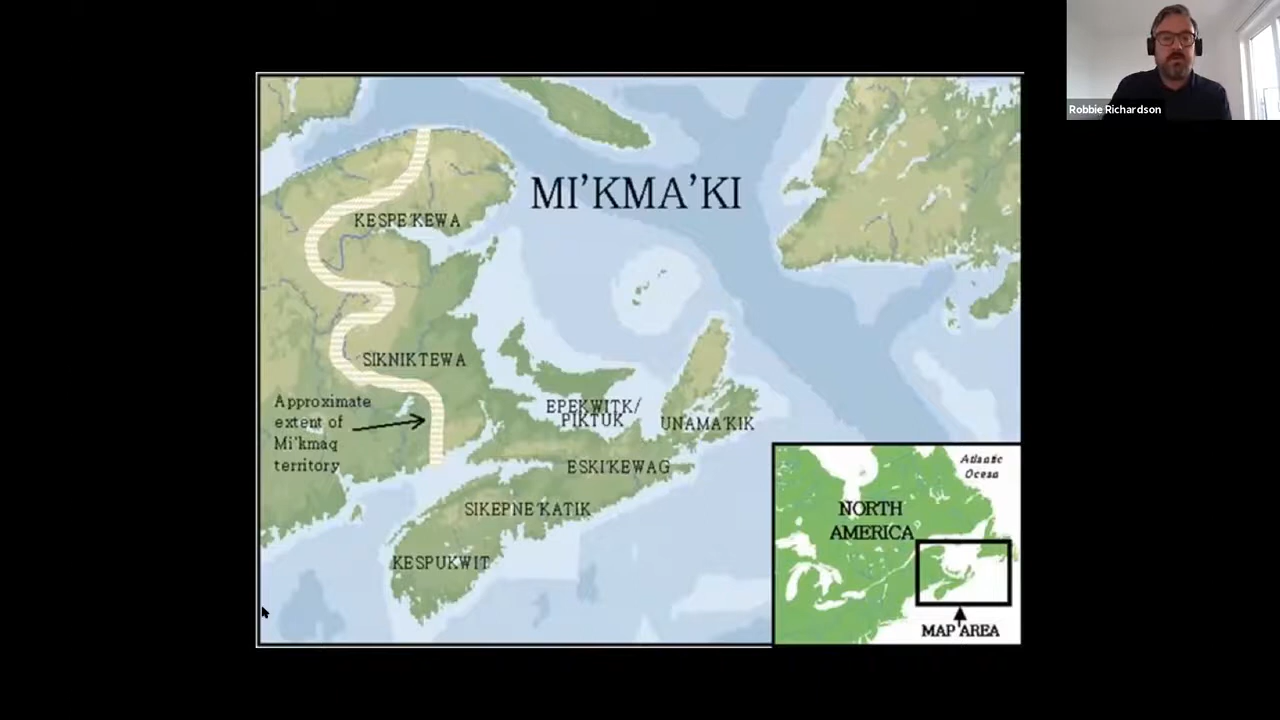 Robbie Richardson
MI'KMA'KI
KESPE'KEWA
SIKNIKTEWA
Approximate
extent of
Mi'kmaq
territory
EPEKWITK/
PIKTUK
UNAMA'KIK
ESKI'KEWAG
SIKEPNE'KATIK
KESPUKWIT
Atlantic
Ocean
NORTH
AMERICA
MAP AREA